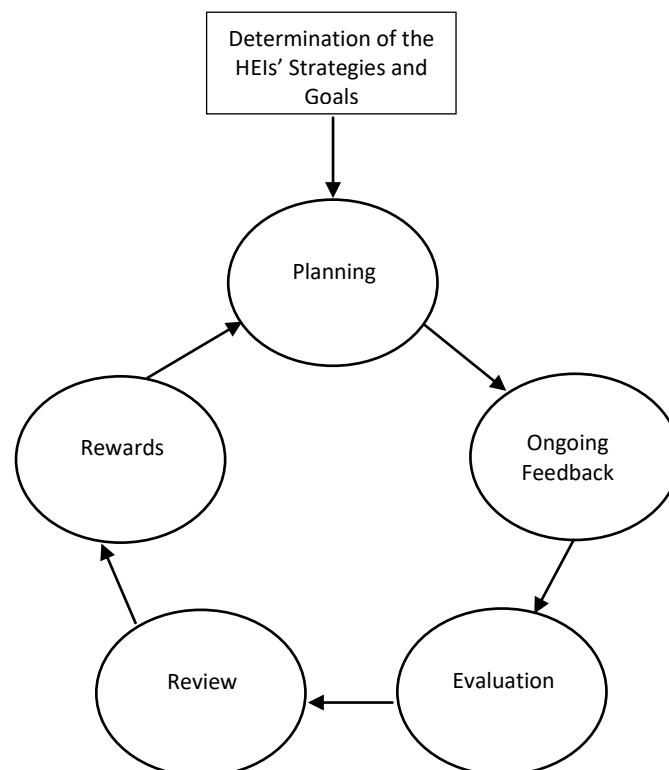 Determination of the
HEIs’ Strategies and
Goals
Planning
Ongoing
Feedback
Evaluation
Review
Rewards